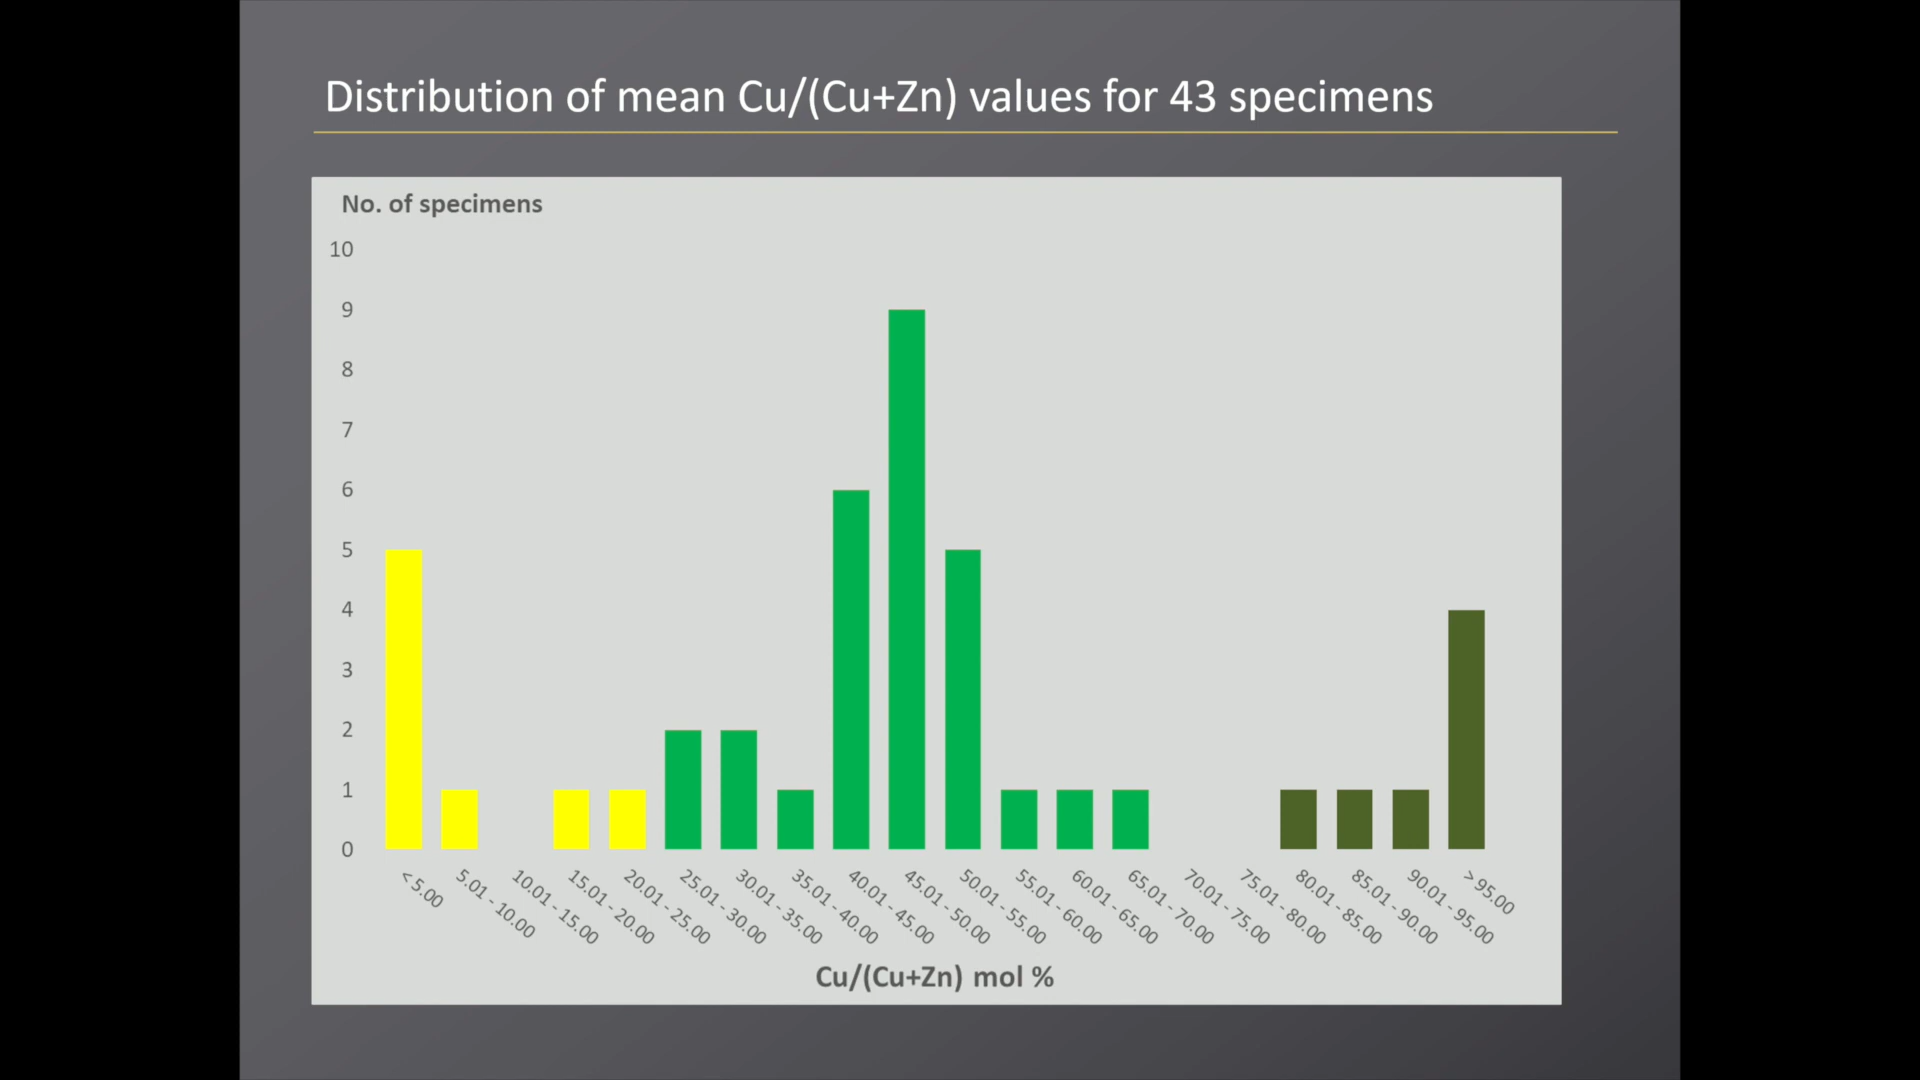 Distribution of mean Cu/(Cu+Zn) values for 43 specimens
No. of specimens
10
9
8
7
6
5
4
3
2
1
0
< 5.00
5.01 - 10.00
10.01 - 15.00
15.01 - 20.00
20.01 - 25.00
25.01 - 30.00
30.01 - 35.00
35.01 - 40.00
40.01 - 45.00
45.01 - 50.00
50.01 - 55.00
55.01 - 60.00
60.01 - 65.00
65.01 - 70.00
70.01 - 75.00
75.01 - 80.00
80.01 - 85.00
85.01 - 90.00
90.01 - 95.00
> 95.00
Cu/(Cu+Zn) mol %